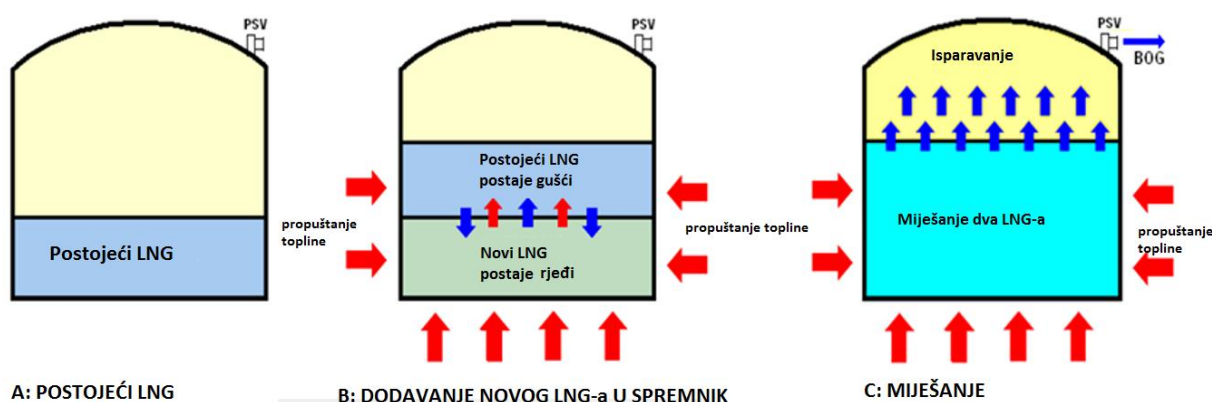 PSV
Postojeći LNG
A: POSTOJEĆI LNG
PSV
Postojeći LNG
postaje gušći
Novi LNG
postaje rjeđi
propuštanje
topline
propuštanje topline
B: DODAVANJE NOVOG LNG-a U SPREMNIK
PSV
BOG
Isparavanje
Miješanje dva LNG-a
propuštanje
topline
C: MIJEŠANJE